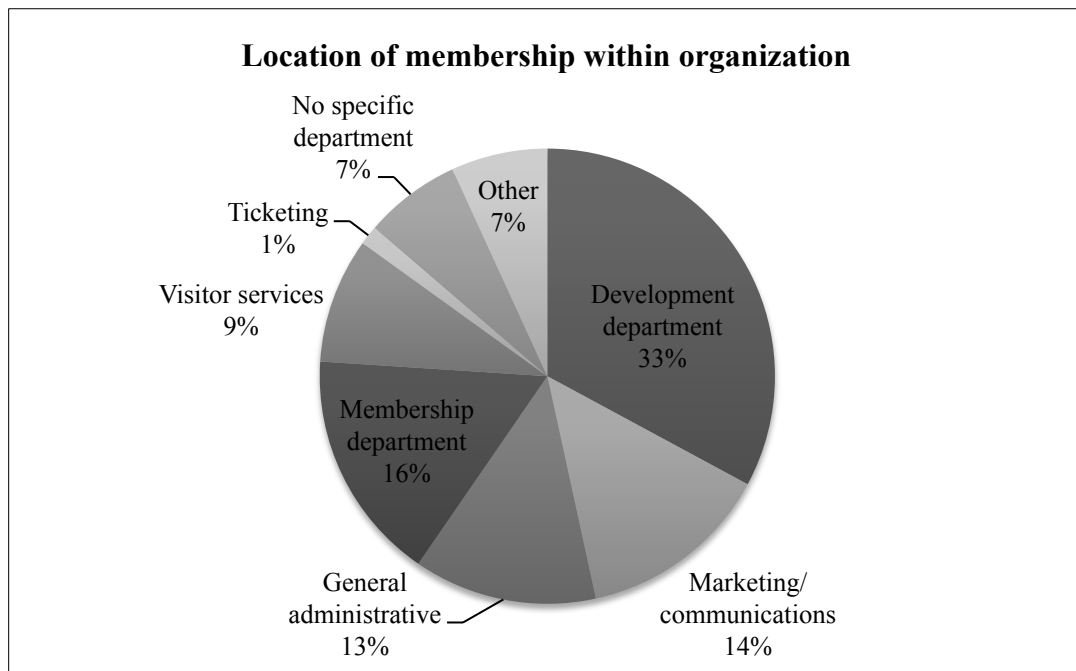 Location of membership within organization
No specific
department
7%
Other
7%
Ticketing
1%
Visitor services
9%
Development
department
33%
Membership
department
16%
General
administrative
13%
Marketing/
communications
14%